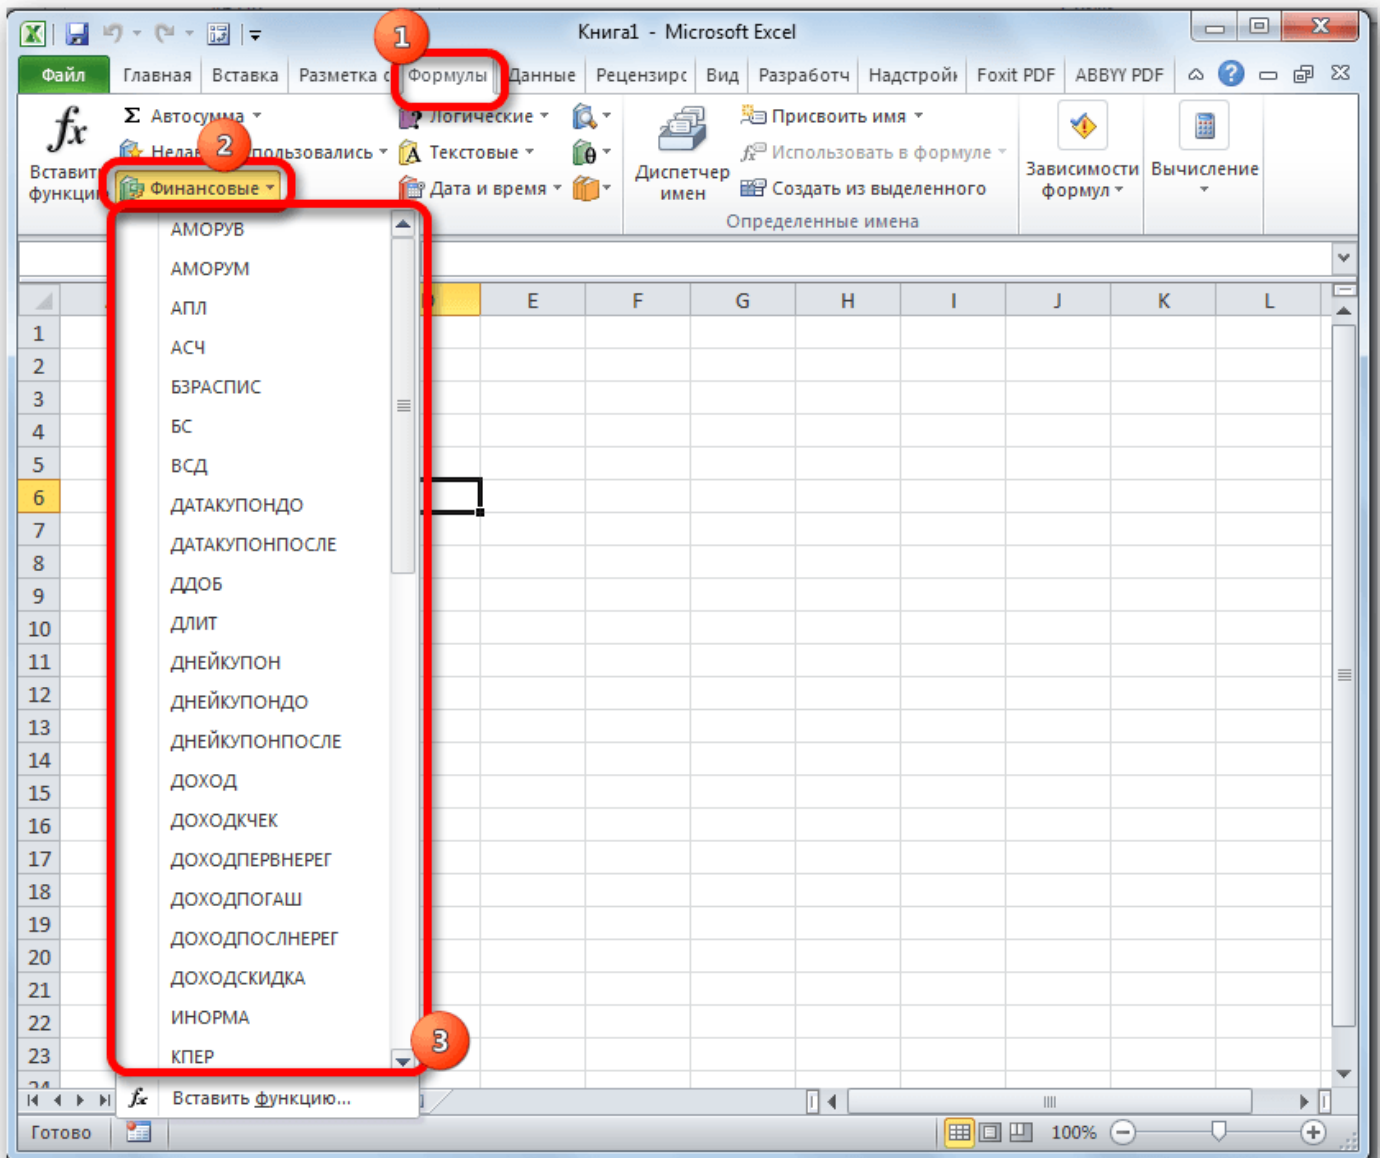 Книга1 - Microsoft Excel
1
Файл Главная Вставка Разметка с Формулы Данные Рецензирс Вид Разработч Надстройк Foxit PDF ABBYY PDF
fx
Вставить функцию
Σ Автосумма
2
Финансовые
Логические
Текстовые
Дата и время
Диспетчер имен
Присвоить имя
Использовать в формуле
Создать из выделенного
Определенные имена
Зависимости формул
Вычисление
АМОРУВ
АМОРУМ
АПЛ
АСЧ
БЗРАСПИС
БС
ВСД
ДАТАКУПОНДО
ДАТАКУПОНПОСЛЕ
ДДОБ
ДЛИТ
ДНЕЙКУПОН
ДНЕЙКУПОНДО
ДНЕЙКУПОНПОСЛЕ
ДОХОД
ДОХОДКЧЕК
ДОХОДПЕРВНЕРЕГ
ДОХОДПОГАШ
ДОХОДПОСЛНЕРЕГ
ДОХОДСКИДКА
ИНОРМА
КПЕР
3
fx Вставить функцию...
D E F G H I J K L
1
2
3
4
5
6
7
8
9
10
11
12
13
14
15
16
17
18
19
20
21
22
23
24
Готово
100%